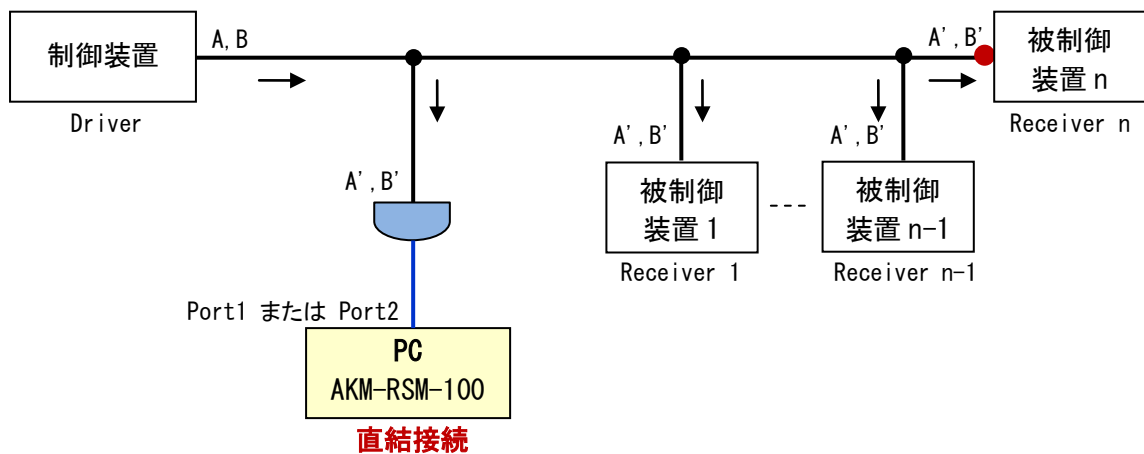 制御装置
Driver
A,B
A',B'
被制御
装置 n
Receiver n
A',B'
Port1 または Port2
PC
AKM-RSM-100
直結接続
A',B'
被制御
装置 1
Receiver 1
---
A',B'
被制御
装置 n-1
Receiver n-1